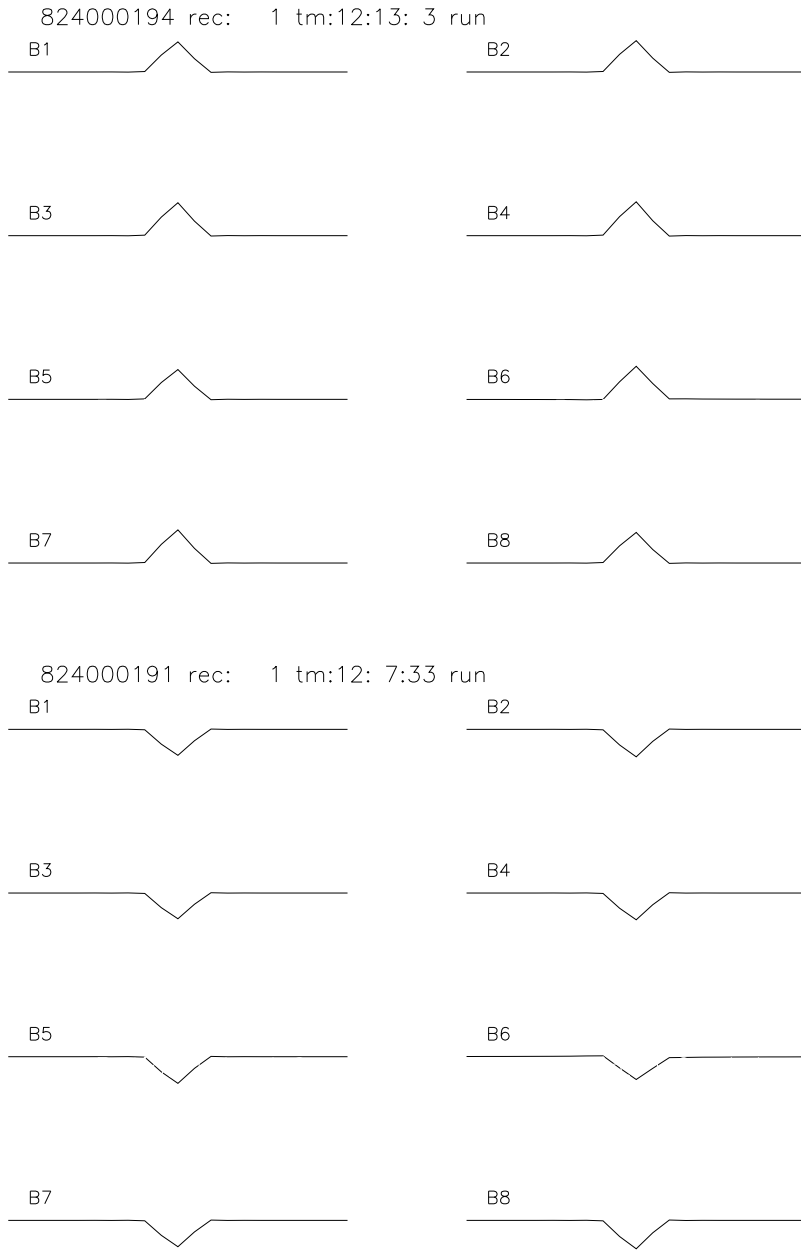 824000194 rec:   1 tm:12:13: 3 run
B1 B2
B3 B4
B5 B6
B7 B8
824000191 rec:   1 tm:12: 7:33 run
B1 B2
B3 B4
B5 B6
B7 B8